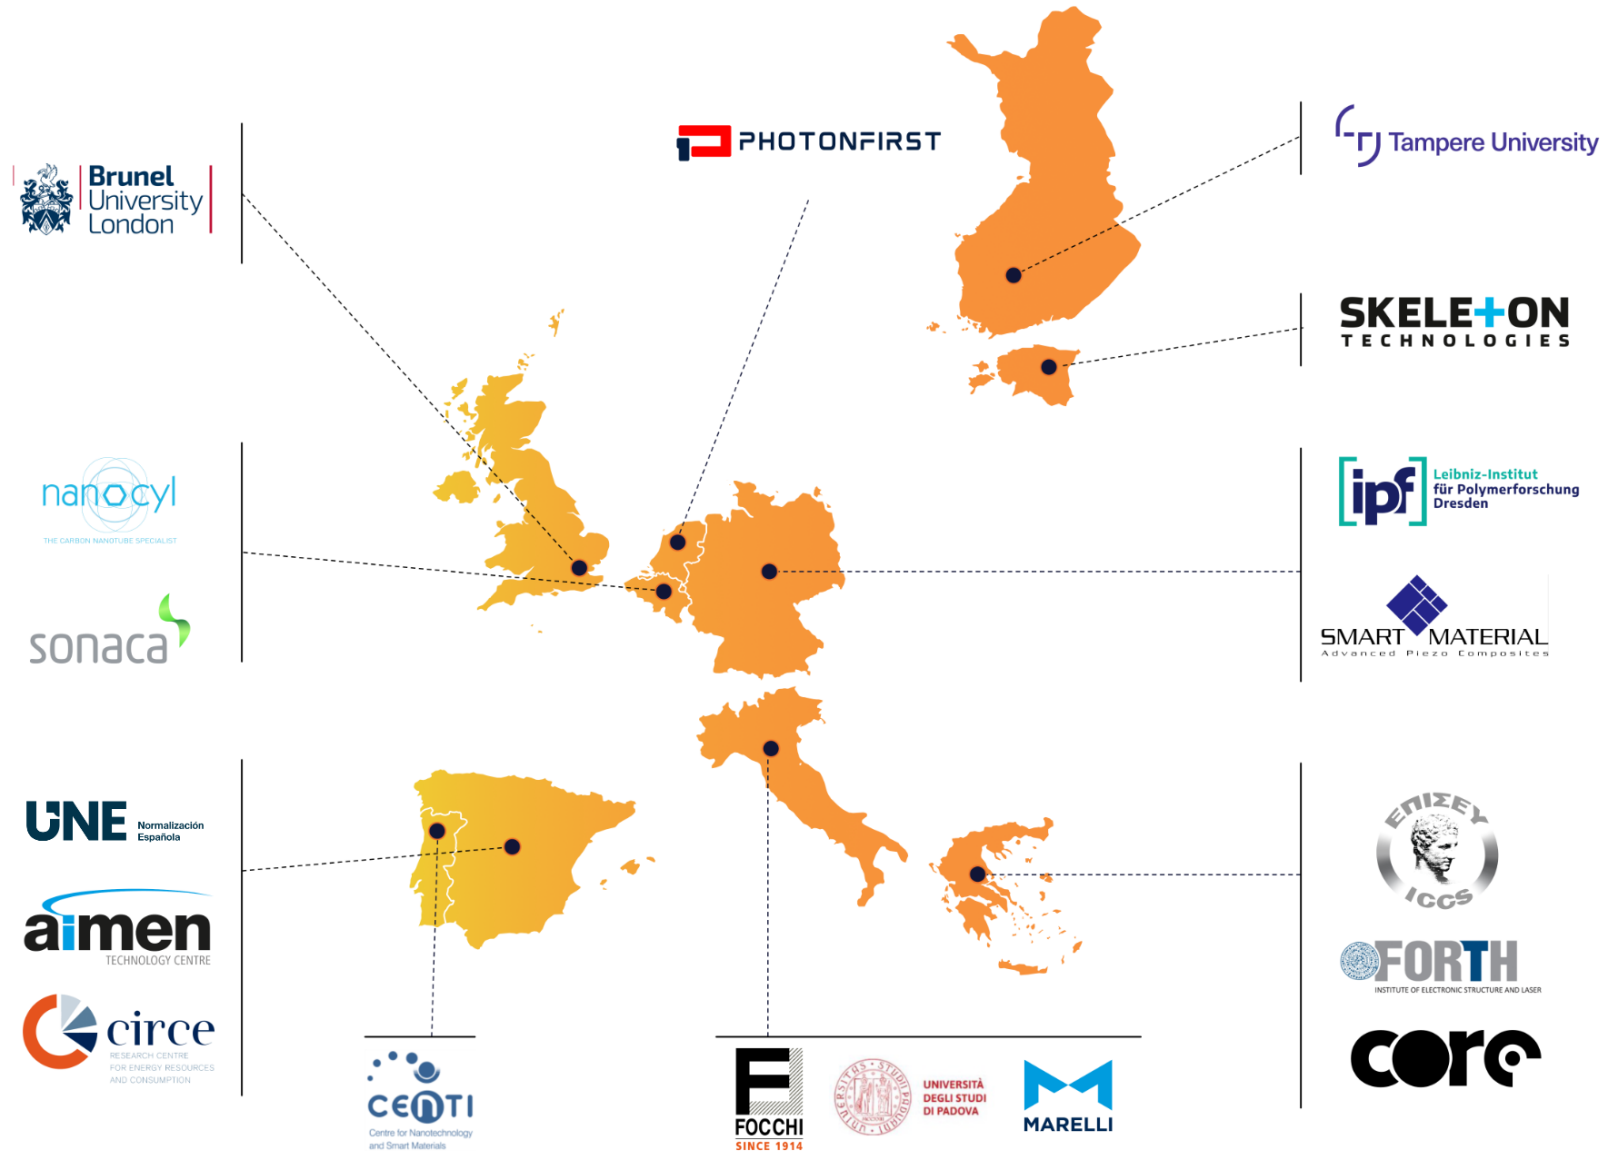 PHOTONFIRST
Tampere University
Brunel
University
London
SKELETON
TECHNOLOGIES
nanocyl
THE CARBON NANOTUBE SPECIALIST
ipf
Leibniz-Institut
für Polymerforschung
Dresden
sonaca
SMART MATERIAL
Advanced Piezo Composites
UNE
Normalización
Española
aimen
TECHNOLOGY CENTRE
circe
RESEARCH CENTRE
FOR ENERGY RESOURCES
AND CONSUMPTION
ΕΠΙΣΕΥ
ICCS
FORTH
INSTITUTE OF ELECTRONIC STRUCTURE AND LASER
core
CENTI
Centre for Nanotechnology
and Smart Materials
F
FOCCHI
SINCE 1914
UNIVERSITÀ
DEGLI STUDI
DI PADOVA
MARELLI